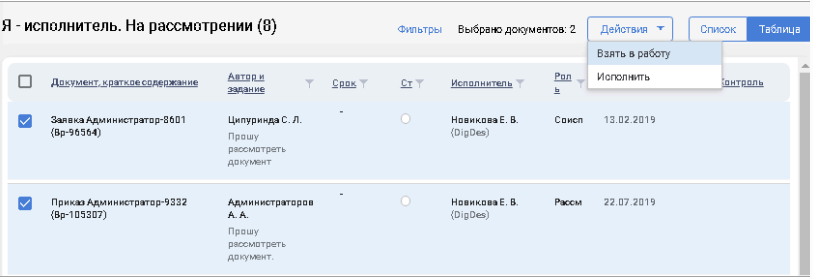 Я - исполнитель. На рассмотрении (8)
Фильтры Выбрано документов: 2 Действия Список Таблица
Взять в работу
Исполнить
Документ, краткое содержание
Автор и
задание
Срок
Ст
Исполнитель
Рол
ь
онтроль
Заявка Администратор-8601
(Вр-96564)
Ципуринда С. Л.
Прошу
рассмотреть
документ
-
Новикова Е. В.
(DigDes)
Соисп
13.02.2019
Приказ Администратор-9332
(Вр-105307)
Администраторов
А. А.
Прошу
рассмотреть
документ.
-
Новикова Е. В.
(DigDes)
Рассм
22.07.2019